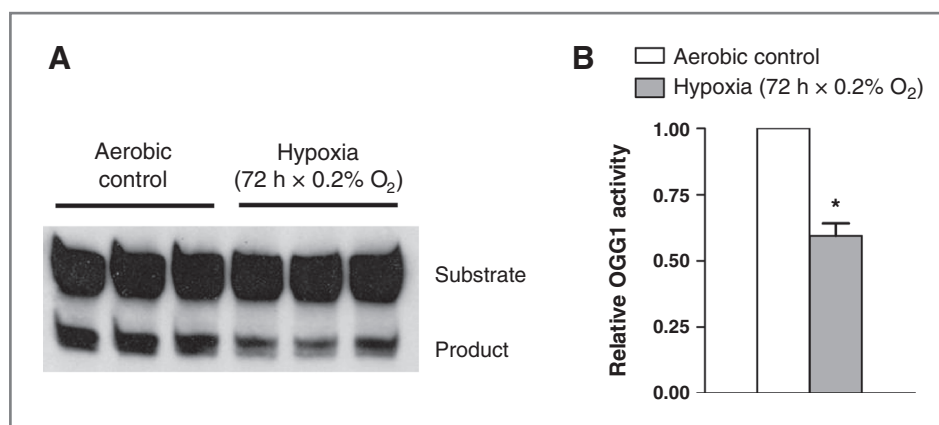 A
Aerobic
control
Hypoxia
(72 h × 0.2% O₂)
Substrate
Product
B
Aerobic control
Hypoxia (72 h × 0.2% O₂)
Relative OGG1 activity
1.00
0.75
0.50
0.25
0.00
*